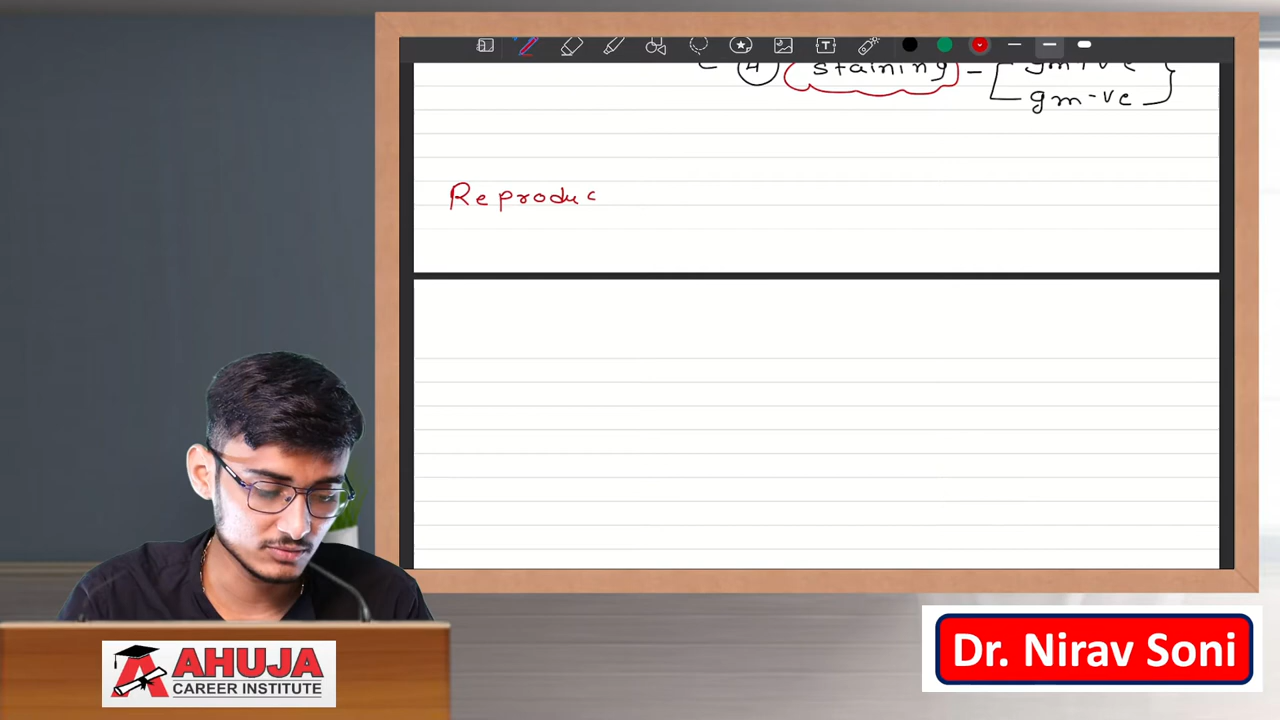 ④ staining - gm+ve
gm-ve
Reproduc
AHUJA
CAREER INSTITUTE
Dr. Nirav Soni